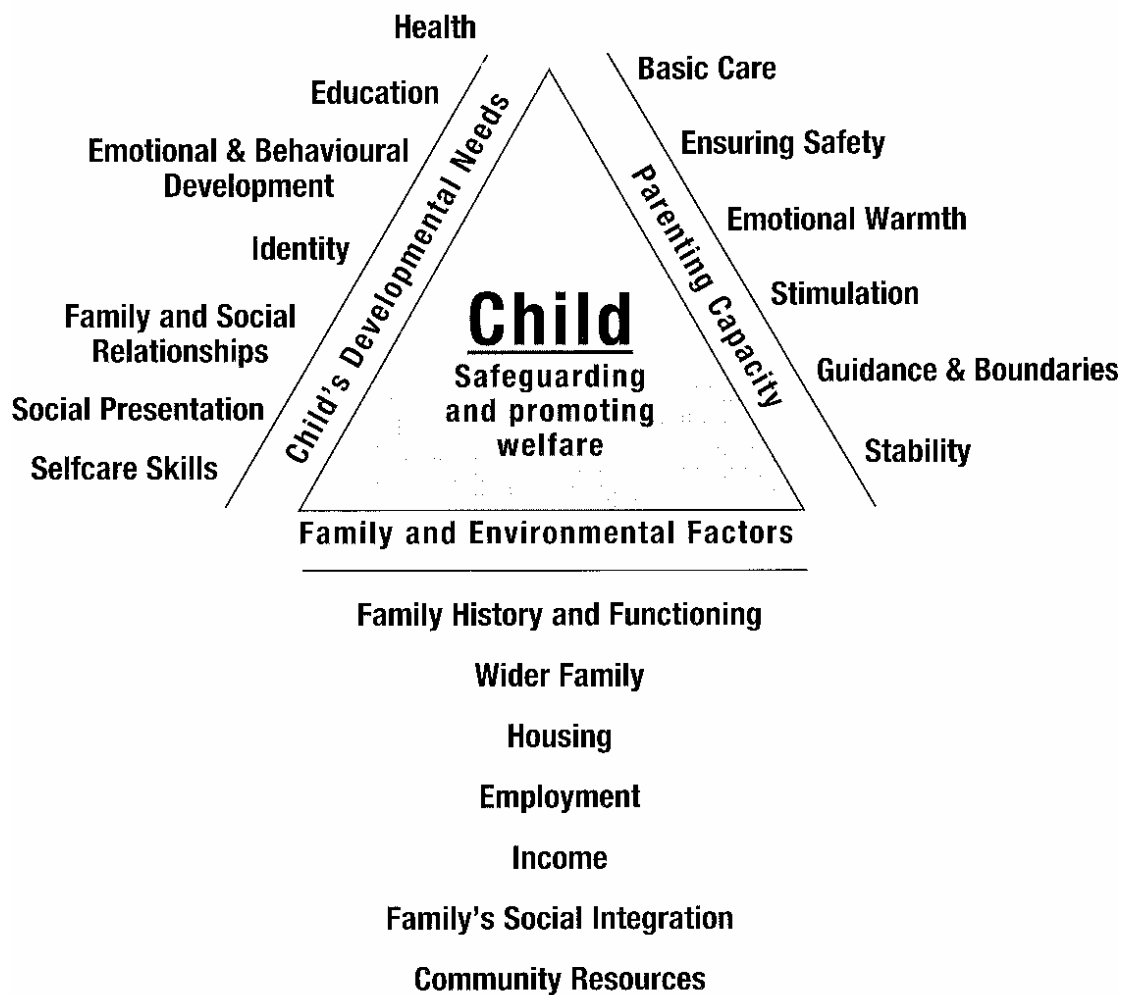 Health
Education
Emotional & Behavioural
Development
Identity
Family and Social
Relationships
Social Presentation
Selfcare Skills
Child's Developmental Needs
Basic Care
Ensuring Safety
Emotional Warmth
Stimulation
Guidance & Boundaries
Stability
Parenting Capacity
Child
Safeguarding
and promoting
welfare
Family and Environmental Factors
Family History and Functioning
Wider Family
Housing
Employment
Income
Family's Social Integration
Community Resources